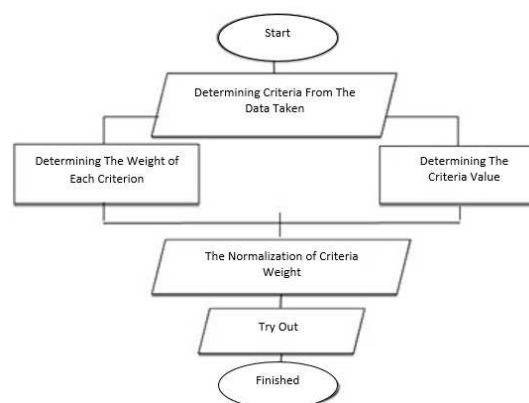 Start
Determining Criteria From The
Data Taken
Determining The Weight of
Each Criterion
Determining The
Criteria Value
The Normalization of Criteria
Weight
Try Out
Finished